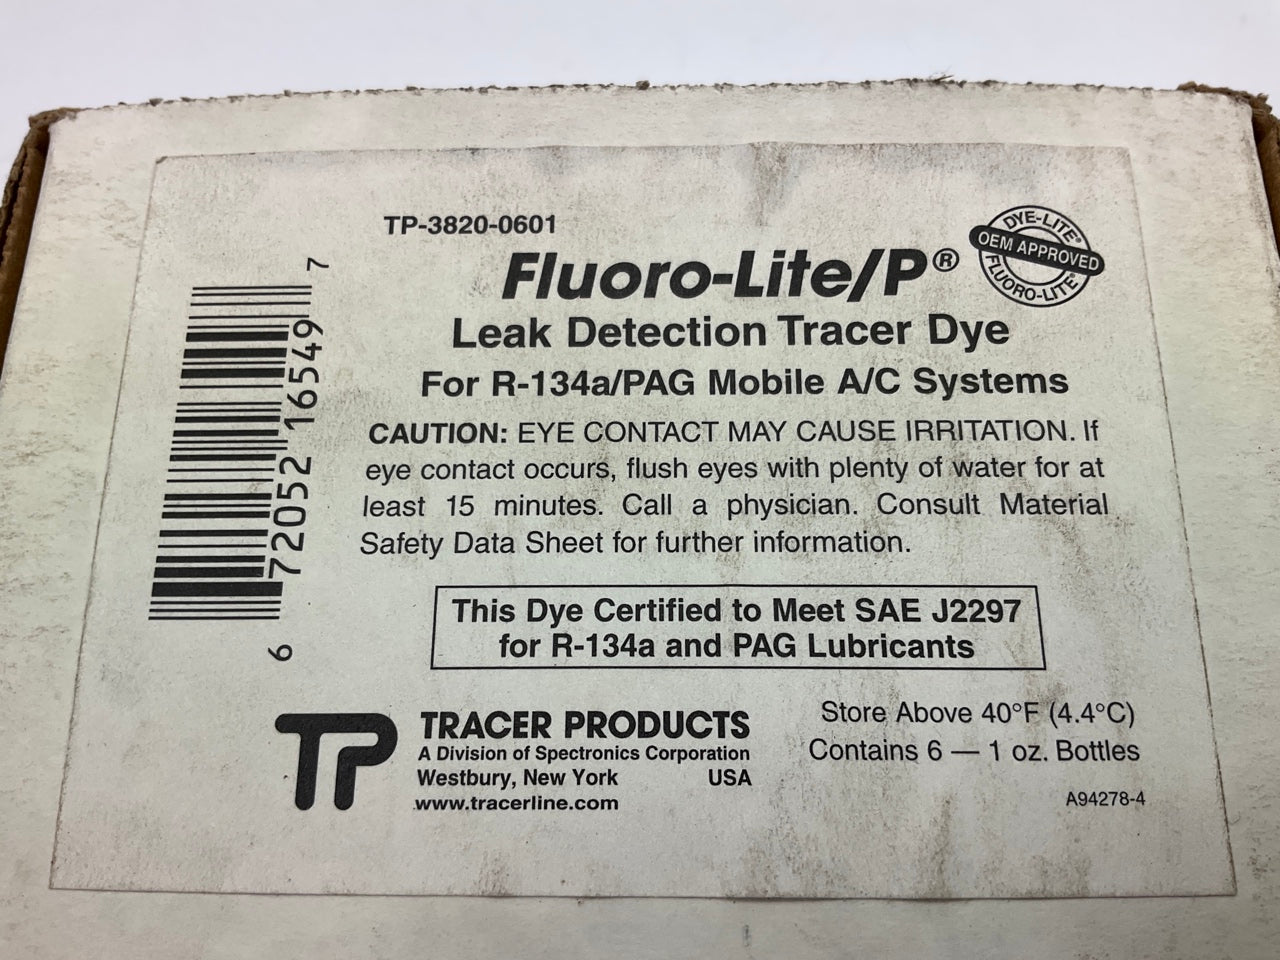 TP-3820-0601
Fluoro-Lite/P®
DYE-LITE®
OEM APPROVED
FLUORO-LITE®
Leak Detection Tracer Dye
For R-134a/PAG Mobile A/C Systems
CAUTION: EYE CONTACT MAY CAUSE IRRITATION. If
eye contact occurs, flush eyes with plenty of water for at
least 15 minutes. Call a physician. Consult Material
Safety Data Sheet for further information.
This Dye Certified to Meet SAE J2297
for R-134a and PAG Lubricants
6 72052 16549 7
TP
TRACER PRODUCTS
A Division of Spectronics Corporation
Westbury, New York USA
www.tracerline.com
Store Above 40°F (4.4°C)
Contains 6 — 1 oz. Bottles
A94278-4